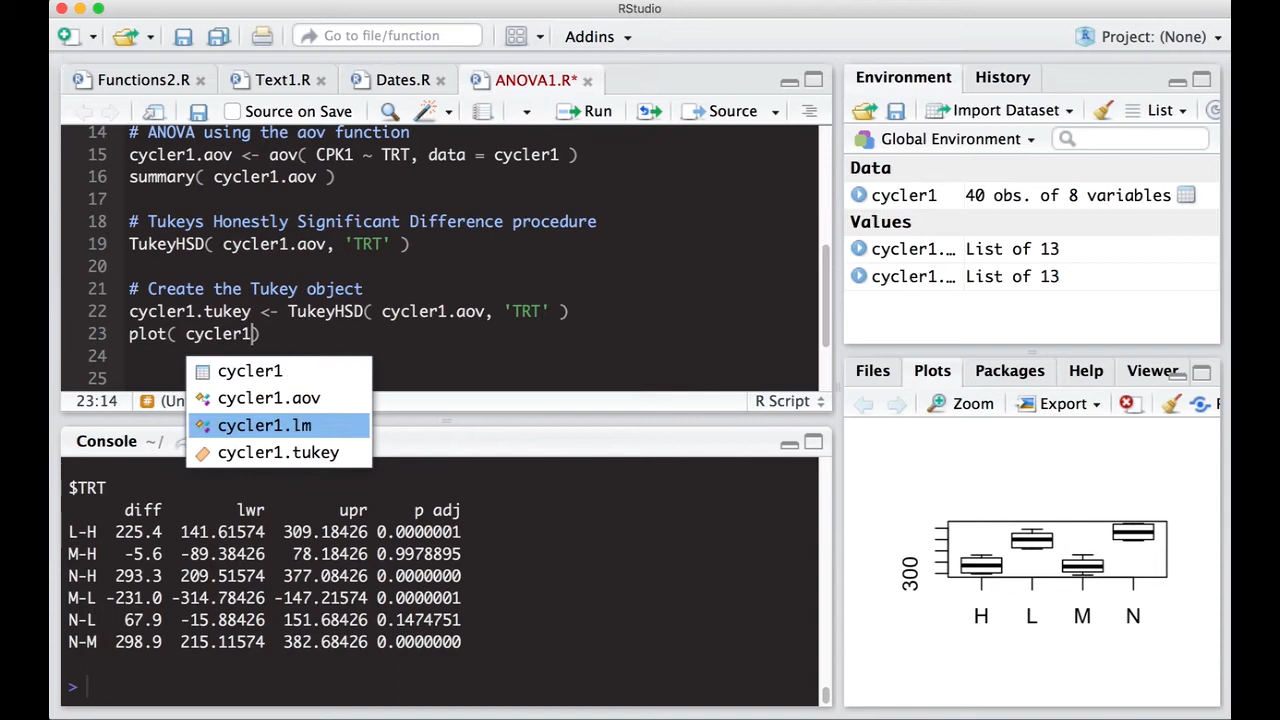 RStudio
Go to file/function
Addins
Project: (None)
Functions2.R
Text1.R
Dates.R
ANOVA1.R*
Source on Save
Run
Source
14 # ANOVA using the aov function
15 cycler1.aov <- aov( CPK1 ~ TRT, data = cycler1 )
16 summary( cycler1.aov )
17
18 # Tukeys Honestly Significant Difference procedure
19 TukeyHSD( cycler1.aov, 'TRT' )
20
21 # Create the Tukey object
22 cycler1.tukey <- TukeyHSD( cycler1.aov, 'TRT' )
23 plot( cycler1)
24
25
cycler1
cycler1.aov
cycler1.lm
cycler1.tukey
23:14 # (Un
R Script
Console ~/
$TRT
diff lwr upr p adj
L-H 225.4 141.61574 309.18426 0.0000001
M-H -5.6 -89.38426 78.18426 0.9978895
N-H 293.3 209.51574 377.08426 0.0000000
M-L -231.0 -314.78426 -147.21574 0.0000001
N-L 67.9 -15.88426 151.68426 0.1474751
N-M 298.9 215.11574 382.68426 0.0000000
>
Environment History
Import Dataset List
Global Environment
Data
cycler1 40 obs. of 8 variables
Values
cycler1.… List of 13
cycler1.… List of 13
Files Plots Packages Help Viewer
Zoom Export R
300
H L M N